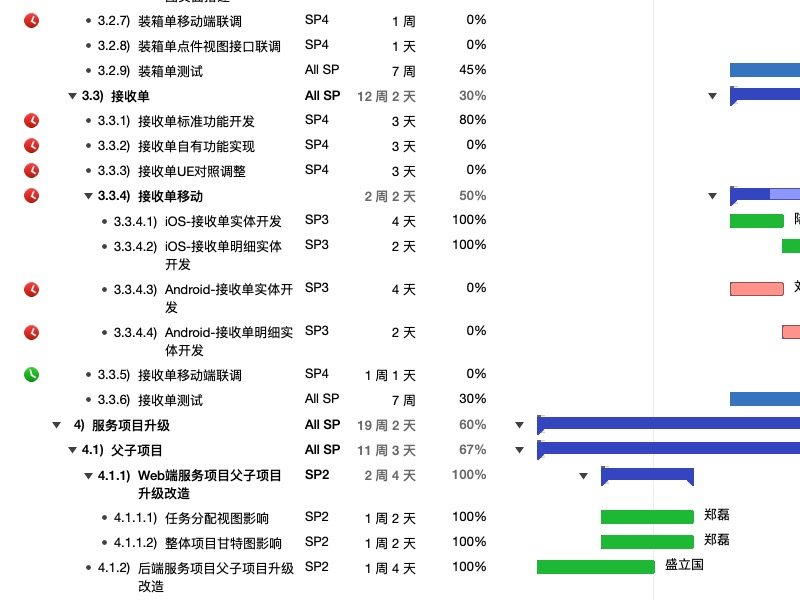 3.2.7) 装箱单移动端联调 SP4 1 周 0%
3.2.8) 装箱单点件视图接口联调 SP4 1 天 0%
3.2.9) 装箱单测试 All SP 7 周 45%
3.3) 接收单 All SP 12 周 2 天 30%
3.3.1) 接收单标准功能开发 SP4 3 天 80%
3.3.2) 接收单自有功能实现 SP4 3 天 0%
3.3.3) 接收单UE对照调整 SP4 3 天 0%
3.3.4) 接收单移动 2 周 2 天 50%
3.3.4.1) iOS-接收单实体开发 SP3 4 天 100%
3.3.4.2) iOS-接收单明细实体 SP3 2 天 100%
开发
3.3.4.3) Android-接收单实体开 SP3 4 天 0%
发
3.3.4.4) Android-接收单明细实 SP3 2 天 0%
体开发
3.3.5) 接收单移动端联调 SP4 1 周 1 天 0%
3.3.6) 接收单测试 All SP 7 周 30%
4) 服务项目升级 All SP 19 周 2 天 60%
4.1) 父子项目 All SP 11 周 3 天 67%
4.1.1) Web端服务项目父子项目 SP2 2 周 4 天 100%
升级改造
4.1.1.1) 任务分配视图影响 SP2 1 周 2 天 100% 郑磊
4.1.1.2) 整体项目甘特图影响 SP2 1 周 2 天 100% 郑磊
4.1.2) 后端服务项目父子项目升级 SP2 1 周 4 天 100% 盛立国
改造